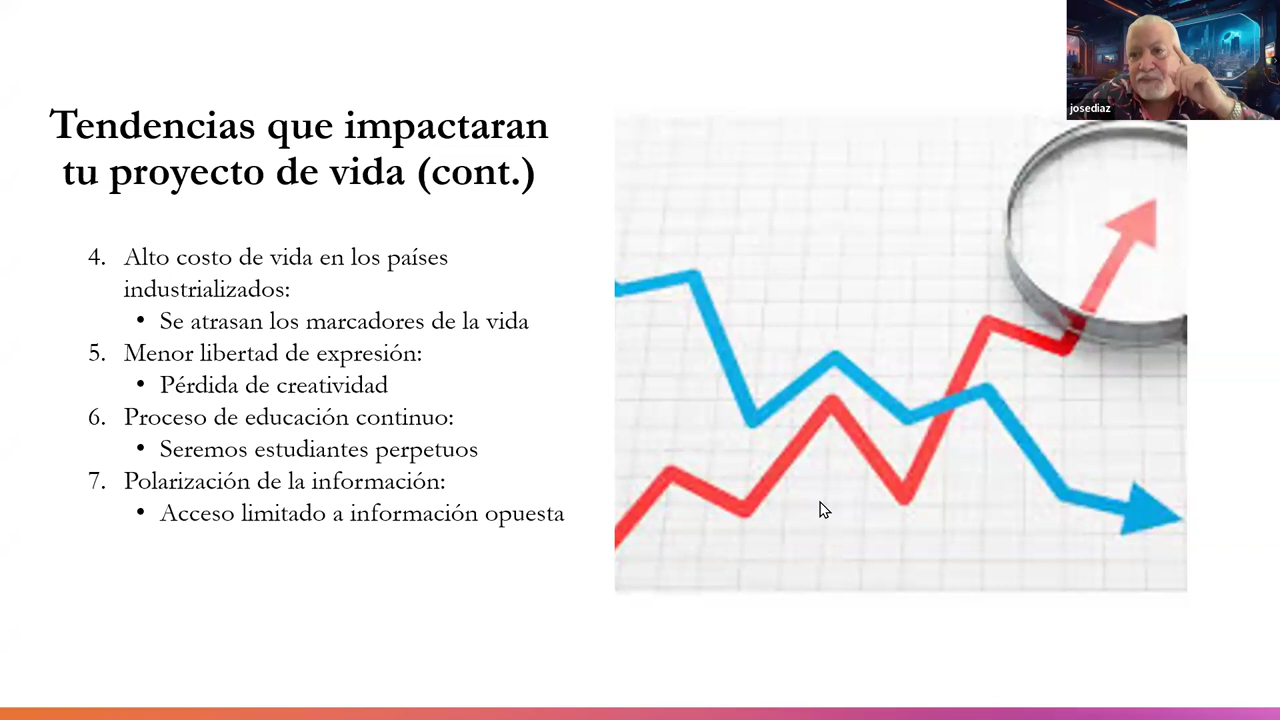 josediaz
Tendencias que impactaran
tu proyecto de vida (cont.)
4. Alto costo de vida en los países
industrializados:
• Se atrasan los marcadores de la vida
5. Menor libertad de expresión:
• Pérdida de creatividad
6. Proceso de educación continuo:
• Seremos estudiantes perpetuos
7. Polarización de la información:
• Acceso limitado a información opuesta